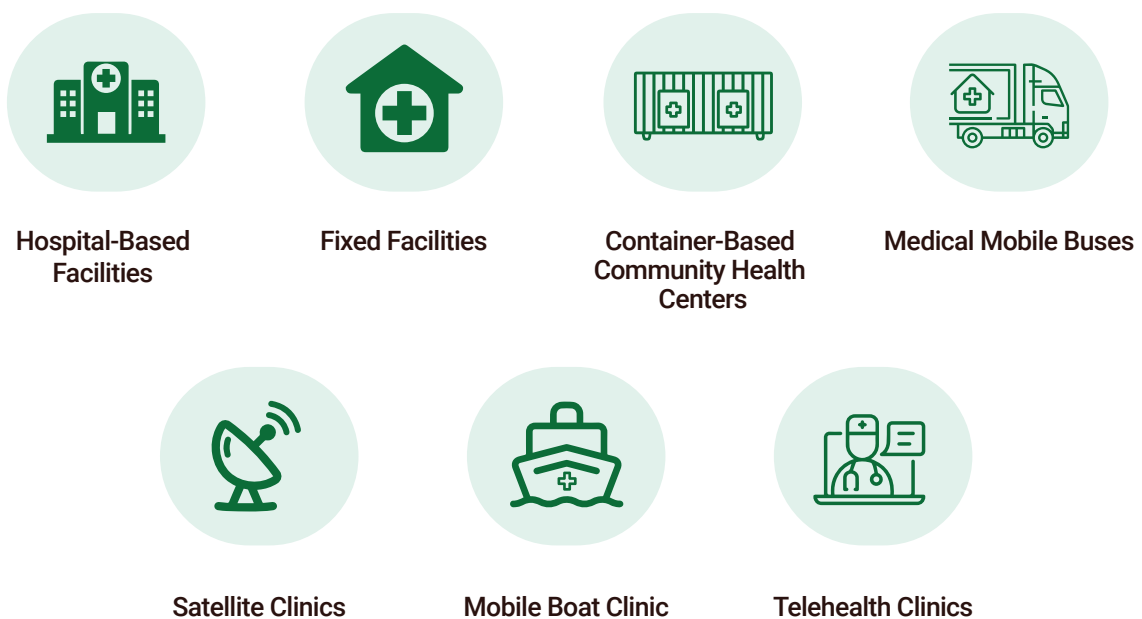 Hospital-Based
Facilities
Fixed Facilities
Container-Based
Community Health
Centers
Medical Mobile Buses
Satellite Clinics
Mobile Boat Clinic
Telehealth Clinics